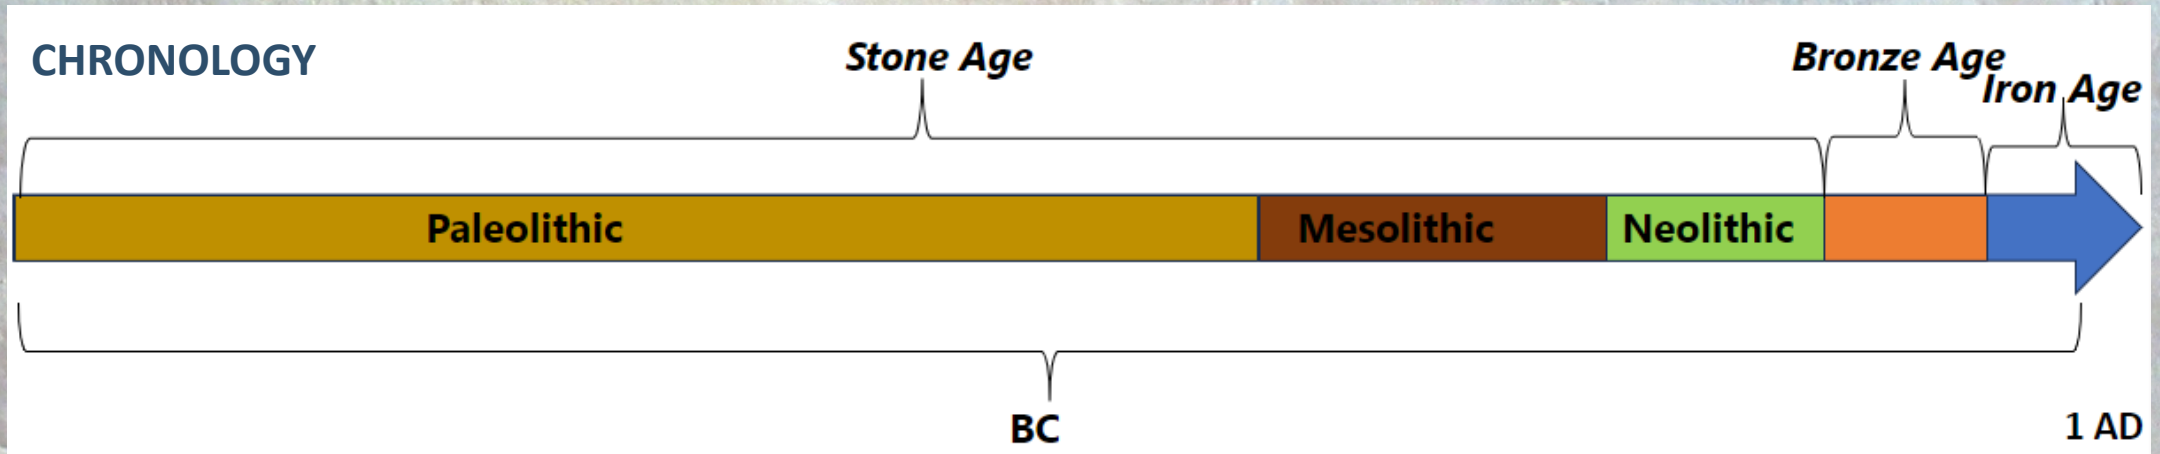 CHRONOLOGY
Stone Age
Bronze Age
Iron Age
Paleolithic
Mesolithic
Neolithic
BC
1 AD